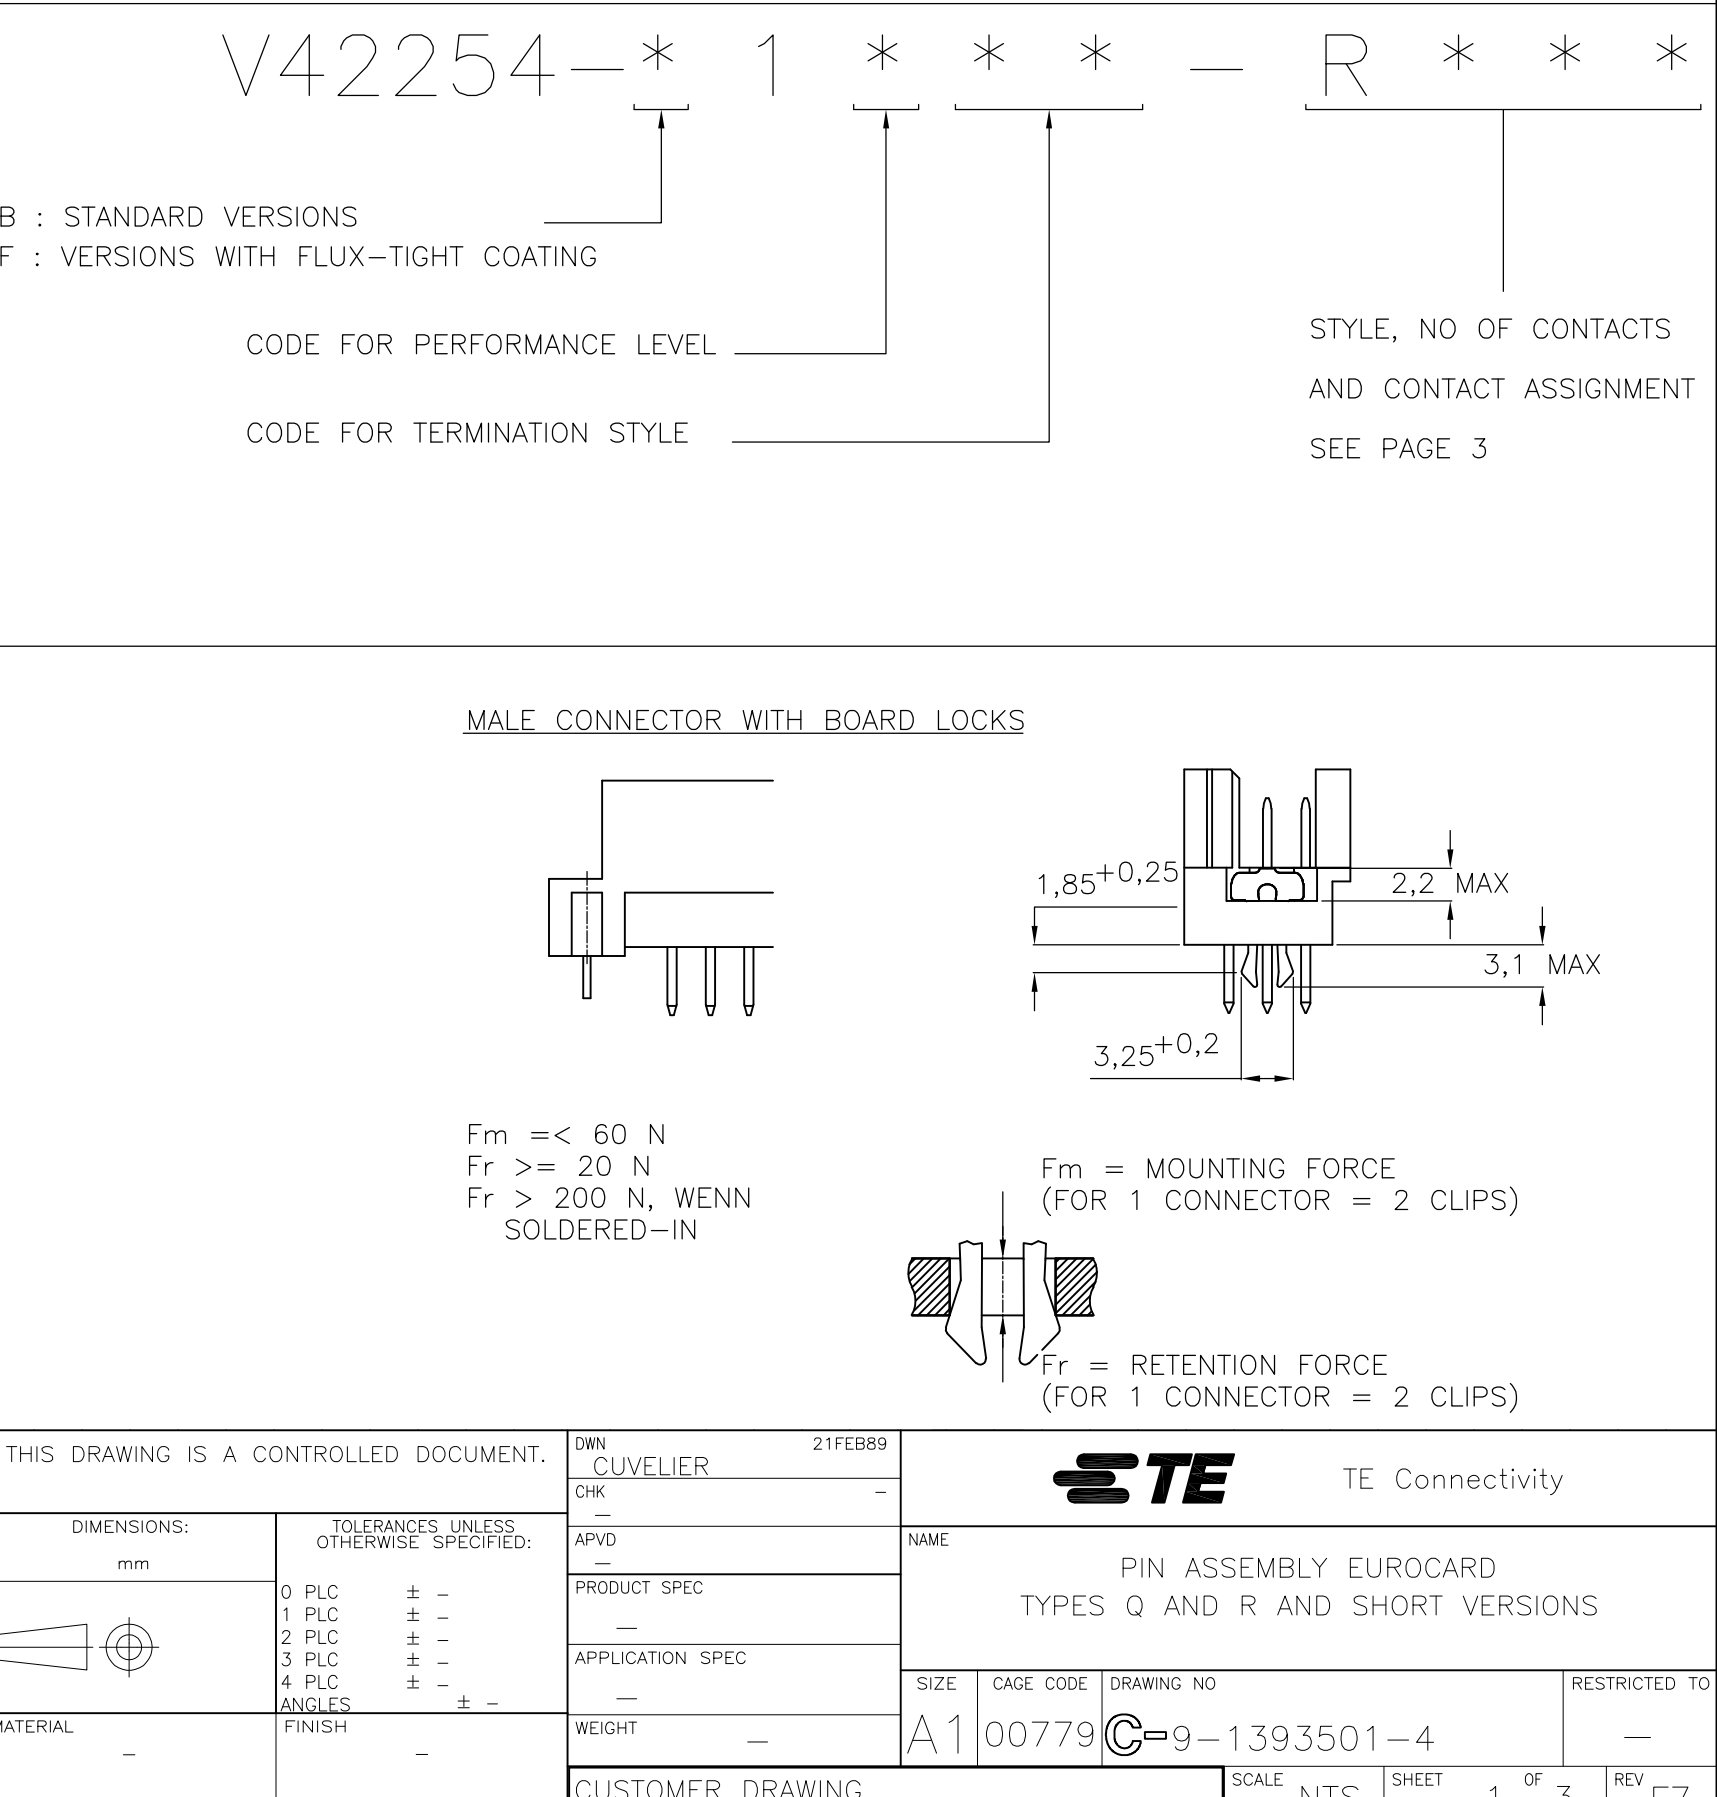 V42254-* 1 * * * - R * * *
B : STANDARD VERSIONS
F : VERSIONS WITH FLUX-TIGHT COATING
CODE FOR PERFORMANCE LEVEL
CODE FOR TERMINATION STYLE
STYLE, NO OF CONTACTS
AND CONTACT ASSIGNMENT
SEE PAGE 3
MALE CONNECTOR WITH BOARD LOCKS
1,85+0,25
2,2 MAX
3,1 MAX
3,25+0,2
Fm =< 60 N
Fr >= 20 N
Fr > 200 N, WENN
SOLDERED-IN
Fm = MOUNTING FORCE
(FOR 1 CONNECTOR = 2 CLIPS)
Fr = RETENTION FORCE
(FOR 1 CONNECTOR = 2 CLIPS)
THIS DRAWING IS A CONTROLLED DOCUMENT.
DIMENSIONS:
mm
TOLERANCES UNLESS
OTHERWISE SPECIFIED:
0 PLC ± -
1 PLC ± -
2 PLC ± -
3 PLC ± -
4 PLC ± -
ANGLES ± -
MATERIAL
-
FINISH
-
DWN 21FEB89
CUVELIER
CHK -
-
APVD
-
PRODUCT SPEC
-
APPLICATION SPEC
-
WEIGHT -
CUSTOMER DRAWING
TE TE Connectivity
NAME
PIN ASSEMBLY EUROCARD
TYPES Q AND R AND SHORT VERSIONS
SIZE
A1
CAGE CODE
00779
DRAWING NO
C-9-1393501-4
RESTRICTED TO
-
SCALE NTS
SHEET 1 OF 3
REV